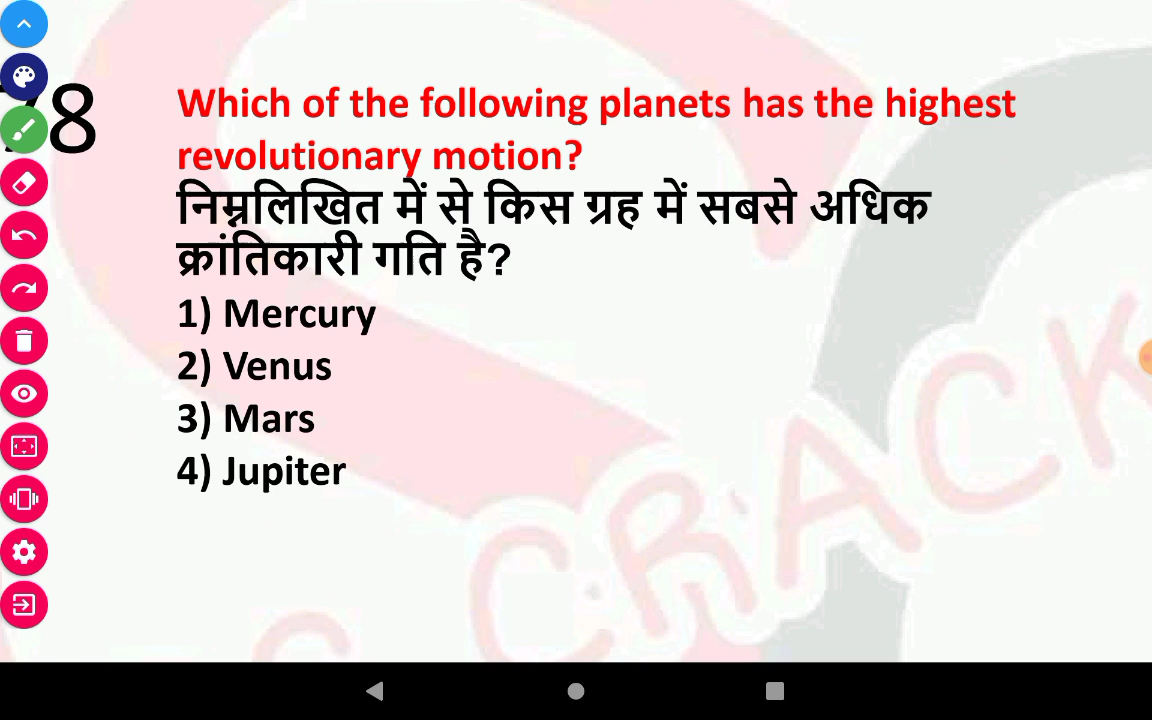 8
Which of the following planets has the highest
revolutionary motion?
निम्नलिखित में से किस ग्रह में सबसे अधिक
क्रांतिकारी गति है?
1) Mercury
2) Venus
3) Mars
4) Jupiter
CRACK